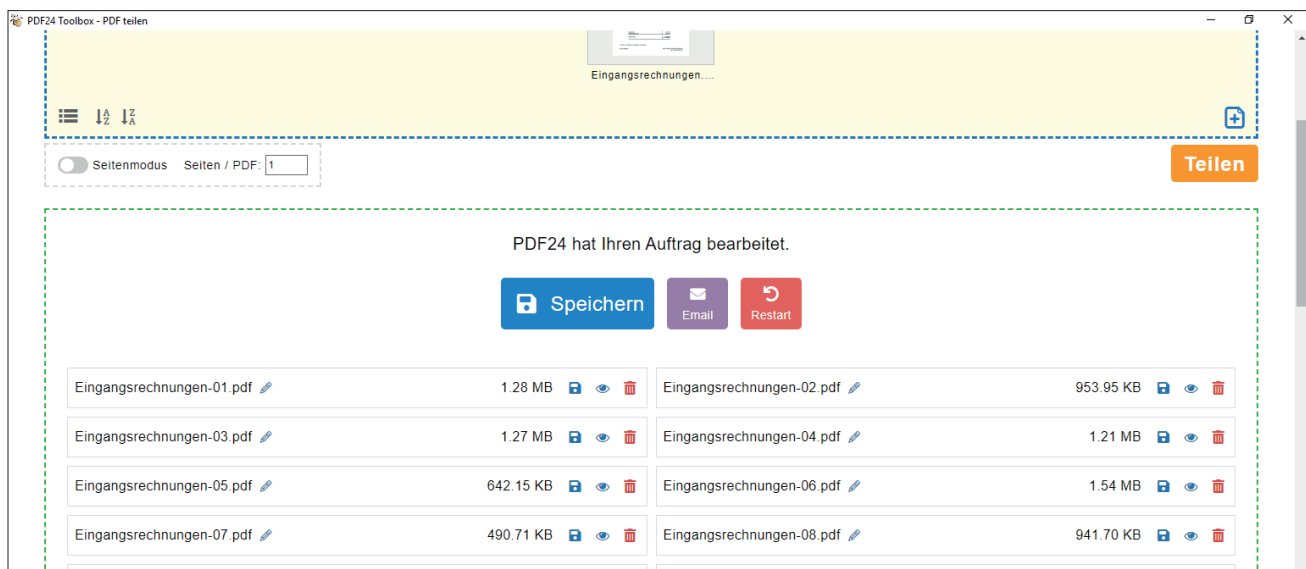 PDF24 Toolbox - PDF teilen
Eingangsrechnungen....
A Z
Z A
Seitenmodus Seiten / PDF: 1
Teilen
PDF24 hat Ihren Auftrag bearbeitet.
Speichern
Email
Restart
Eingangsrechnungen-01.pdf 1.28 MB
Eingangsrechnungen-02.pdf 953.95 KB
Eingangsrechnungen-03.pdf 1.27 MB
Eingangsrechnungen-04.pdf 1.21 MB
Eingangsrechnungen-05.pdf 642.15 KB
Eingangsrechnungen-06.pdf 1.54 MB
Eingangsrechnungen-07.pdf 490.71 KB
Eingangsrechnungen-08.pdf 941.70 KB